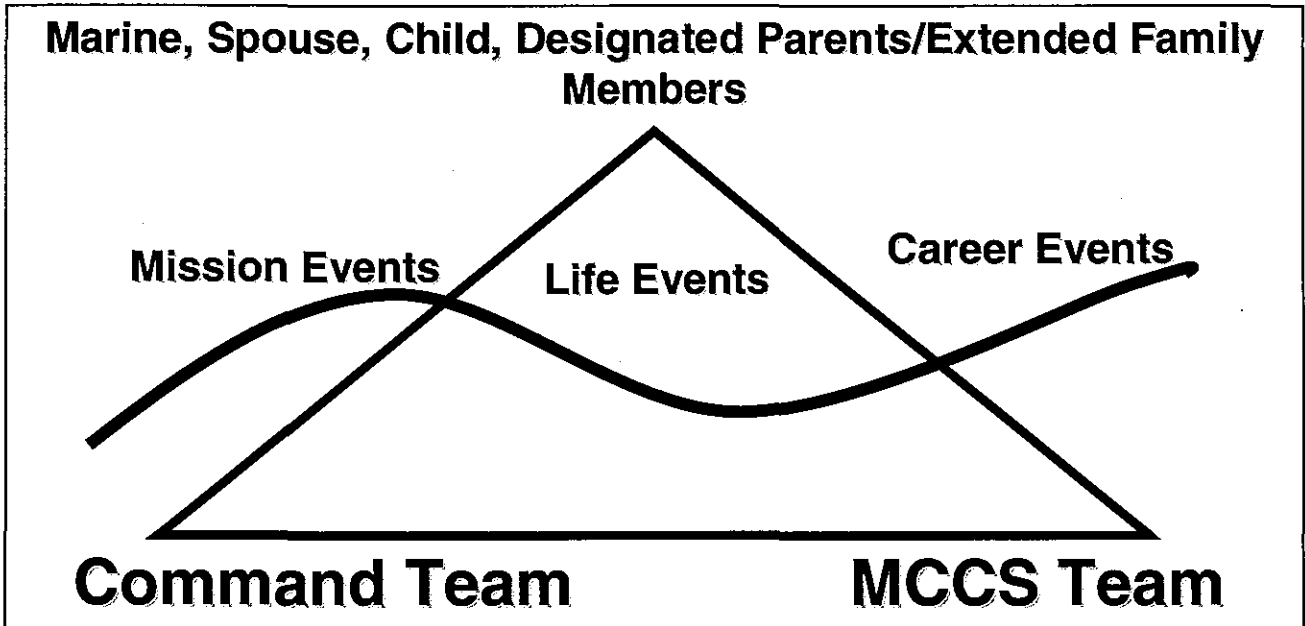 Marine, Spouse, Child, Designated Parents/Extended Family
Members
Mission Events
Life Events
Career Events
Command Team
MCCS Team